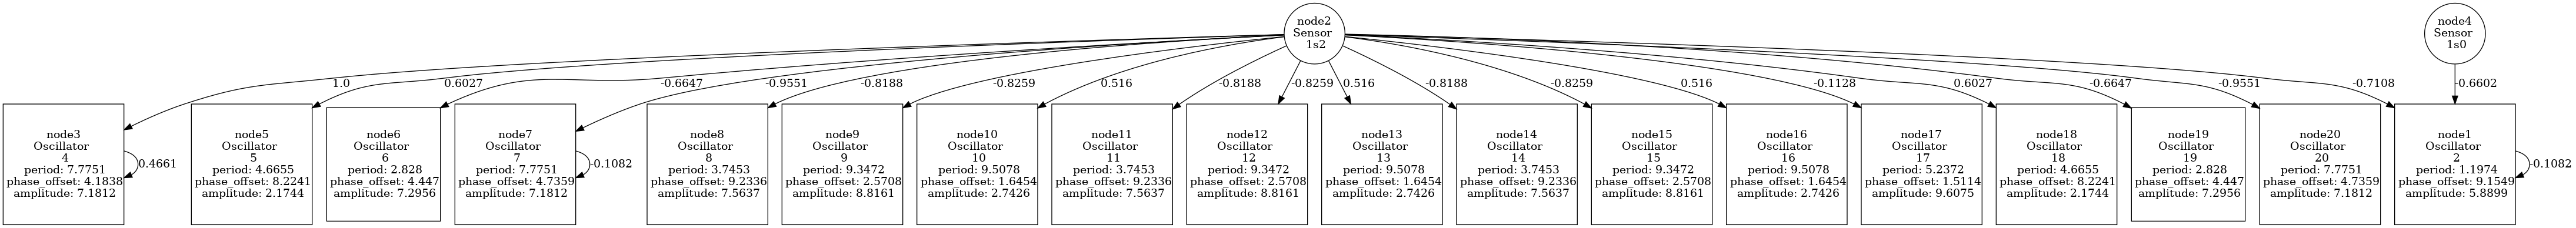 node2
Sensor
1s2
node4
Sensor
1s0
1.0
0.6027
-0.6647
-0.9551
-0.8188
-0.8259
0.516
-0.8188
-0.8259
0.516
-0.8188
-0.8259
0.516
-0.1128
0.6027
-0.6647
-0.9551
-0.7108
-0.6602
node3
Oscillator
4
period: 7.7751
phase_offset: 4.1838
amplitude: 7.1812
0.4661
node5
Oscillator
5
period: 4.6655
phase_offset: 8.2241
amplitude: 2.1744
node6
Oscillator
6
period: 2.828
phase_offset: 4.447
amplitude: 7.2956
node7
Oscillator
7
period: 7.7751
phase_offset: 4.7359
amplitude: 7.1812
-0.1082
node8
Oscillator
8
period: 3.7453
phase_offset: 9.2336
amplitude: 7.5637
node9
Oscillator
9
period: 9.3472
phase_offset: 2.5708
amplitude: 8.8161
node10
Oscillator
10
period: 9.5078
phase_offset: 1.6454
amplitude: 2.7426
node11
Oscillator
11
period: 3.7453
phase_offset: 9.2336
amplitude: 7.5637
node12
Oscillator
12
period: 9.3472
phase_offset: 2.5708
amplitude: 8.8161
node13
Oscillator
13
period: 9.5078
phase_offset: 1.6454
amplitude: 2.7426
node14
Oscillator
14
period: 3.7453
phase_offset: 9.2336
amplitude: 7.5637
node15
Oscillator
15
period: 9.3472
phase_offset: 2.5708
amplitude: 8.8161
node16
Oscillator
16
period: 9.5078
phase_offset: 1.6454
amplitude: 2.7426
node17
Oscillator
17
period: 5.2372
phase_offset: 1.5114
amplitude: 9.6075
node18
Oscillator
18
period: 4.6655
phase_offset: 8.2241
amplitude: 2.1744
node19
Oscillator
19
period: 2.828
phase_offset: 4.447
amplitude: 7.2956
node20
Oscillator
20
period: 7.7751
phase_offset: 4.7359
amplitude: 7.1812
node1
Oscillator
2
period: 1.1974
phase_offset: 9.1549
amplitude: 5.8899
-0.1082